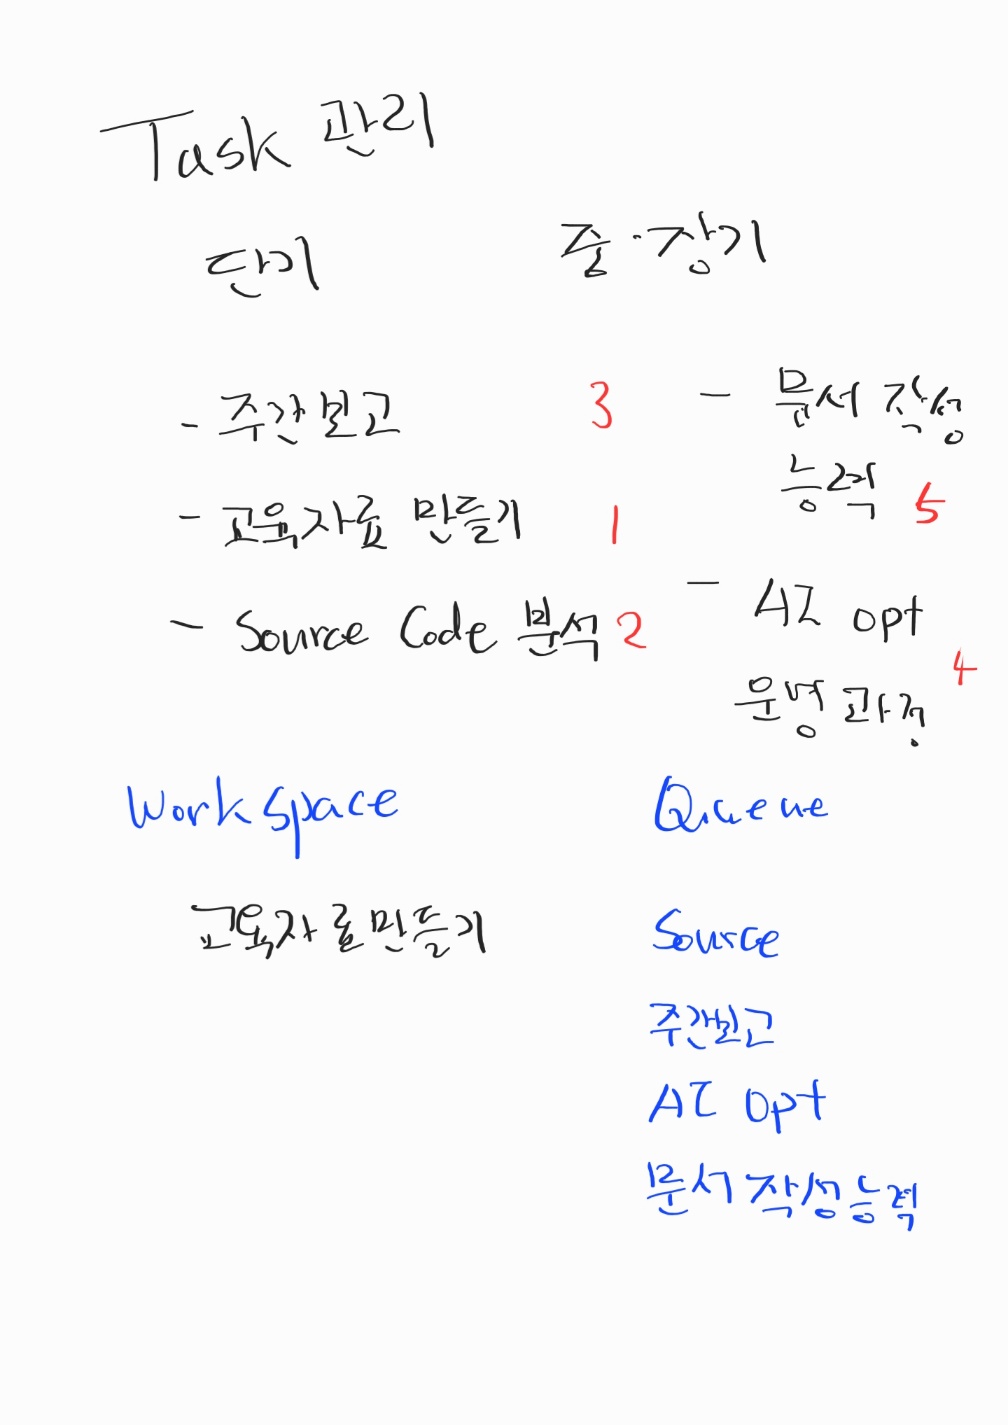 Task 관리
단기
중·장기
- 주간보고 3
- 교육자료 만들기 1
- Source Code 분석 2
- 문서 작성
능력 5
- AI opt
운영 과정 4
Workspace
교육자료만들기
Queue
Source
주간보고
AI opt
문서작성능력